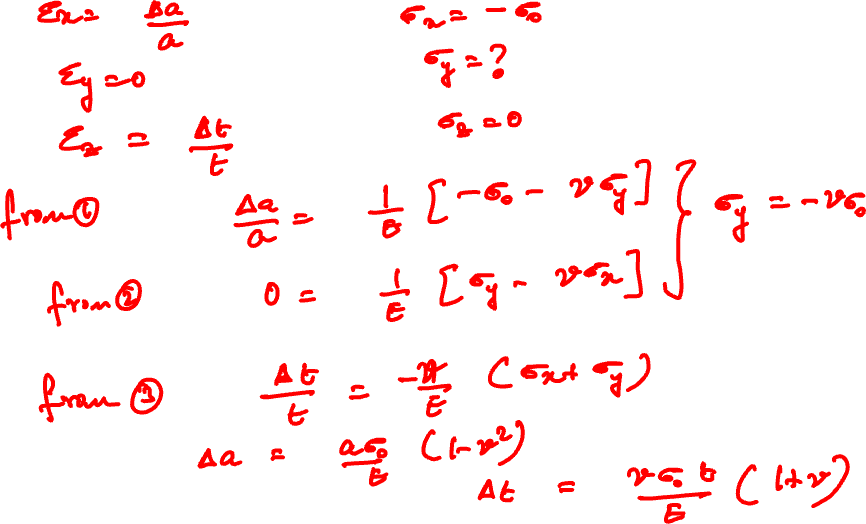 εx = Δa/a σx = -σ₀
εy = 0 σy = ?
εz = Δt/t σz = 0
from ① Δa/a = 1/E [-σ₀ - νσy] } σy = -νσ₀
from ② 0 = 1/E [σy - νσx]
from ③ Δt/t = -ν/E (σx + σy)
Δa = aσ₀/E (1-ν²)
Δt = νσ₀t/E (1+ν)